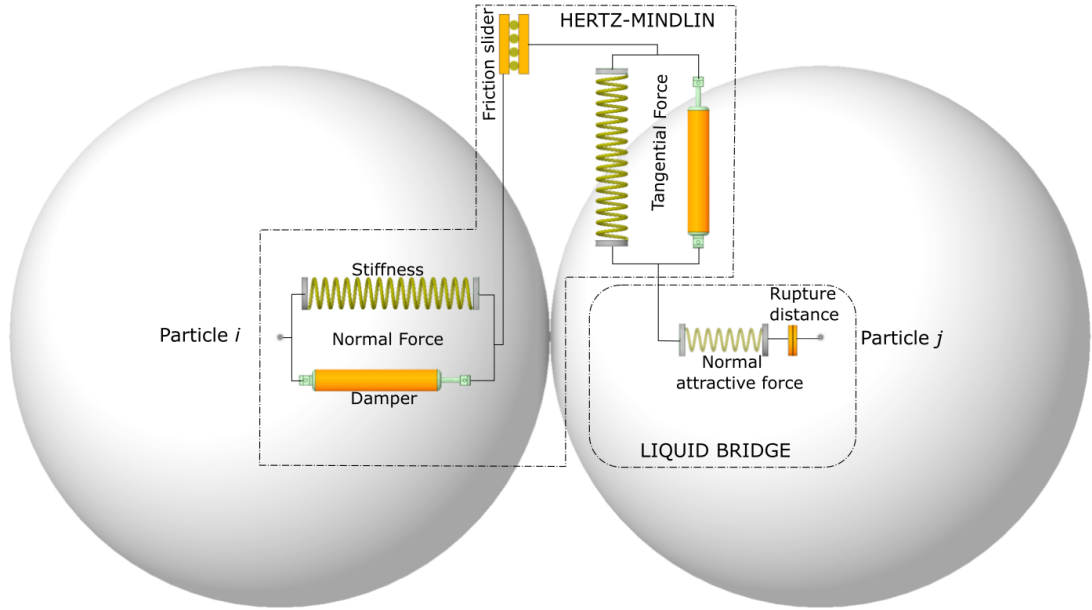 HERTZ-MINDLIN
Friction slider
Tangential Force
Stiffness
Rupture
distance
Particle i
Normal Force
Particle j
Normal
attractive force
Damper
LIQUID BRIDGE